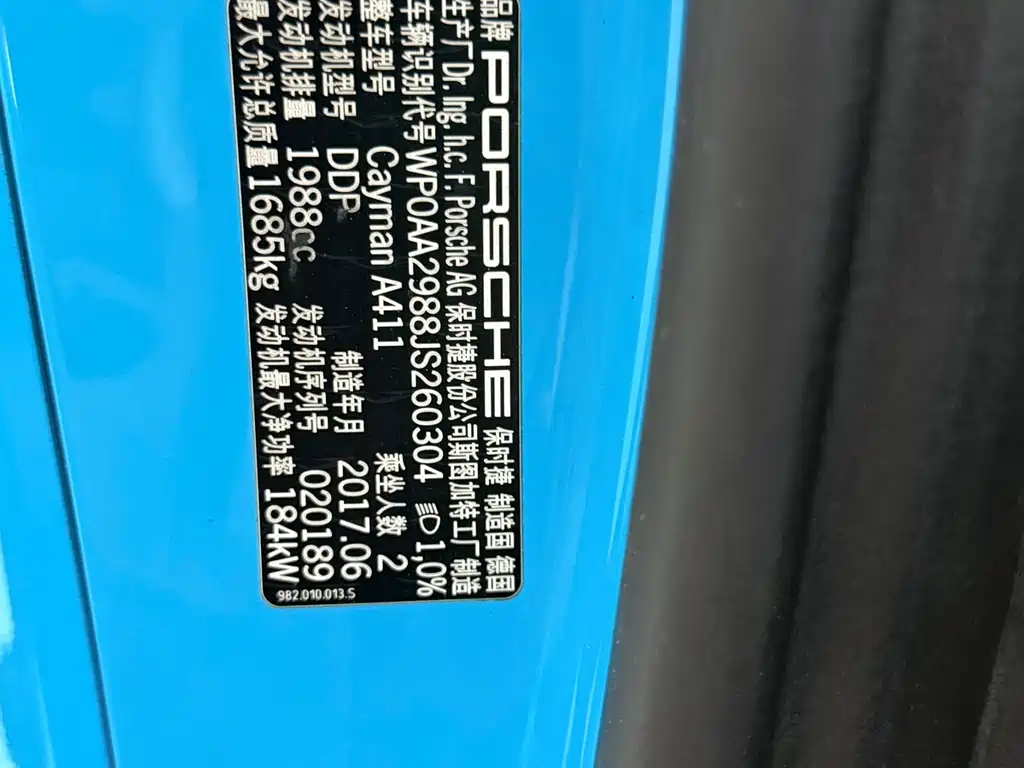 品牌 PORSCHE 保时捷 制造国 德国
生产厂 Dr. Ing. h.c. F. Porsche AG 保时捷股份公司斯图加特工厂制造
车辆识别代号 WP0AA2988JS260304 1,0%
整车型号 Cayman A411 乘坐人数 2
发动机型号 DDP 制造年月 2017.06
发动机排量 1988cc 发动机序列号 020189
最大允许总质量 1685kg 发动机最大净功率 184kW
982.010.013.S